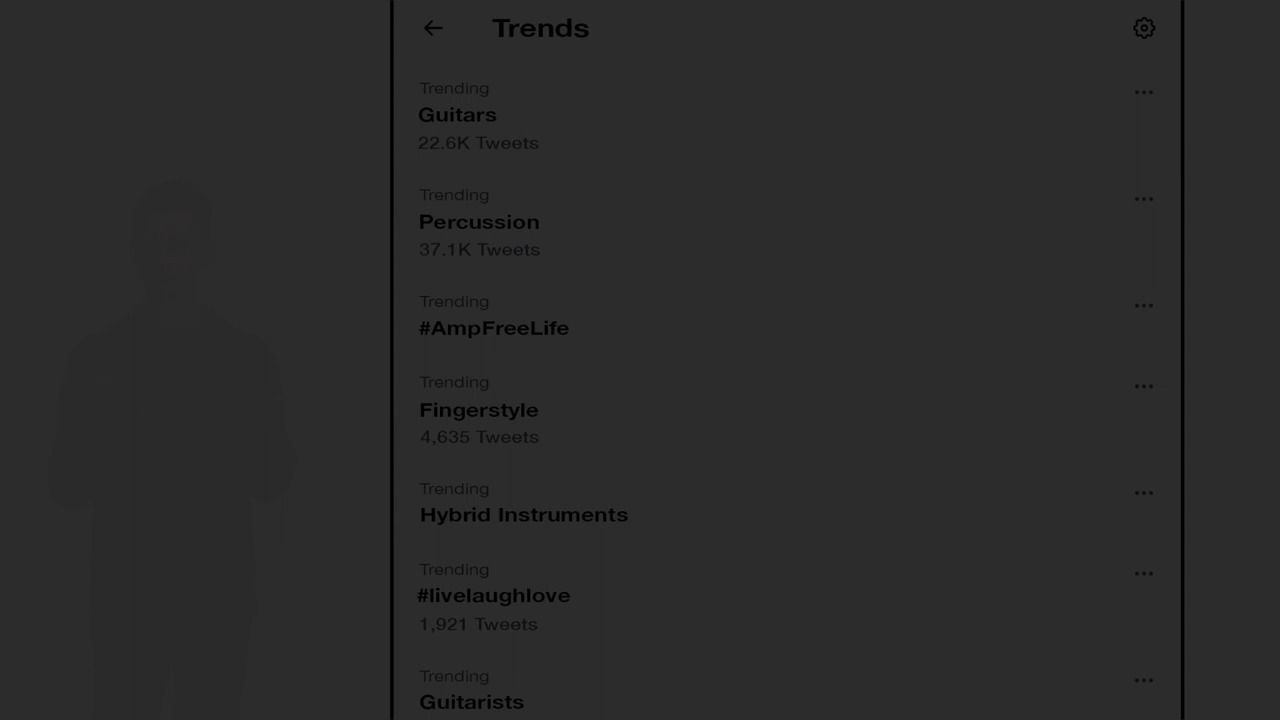 Trends
Trending
Guitars
22.6K Tweets
Trending
Percussion
37.1K Tweets
Trending
#AmpFreeLife
Trending
Fingerstyle
4,635 Tweets
Trending
Hybrid Instruments
Trending
#livelaughlove
1,921 Tweets
Trending
Guitarists